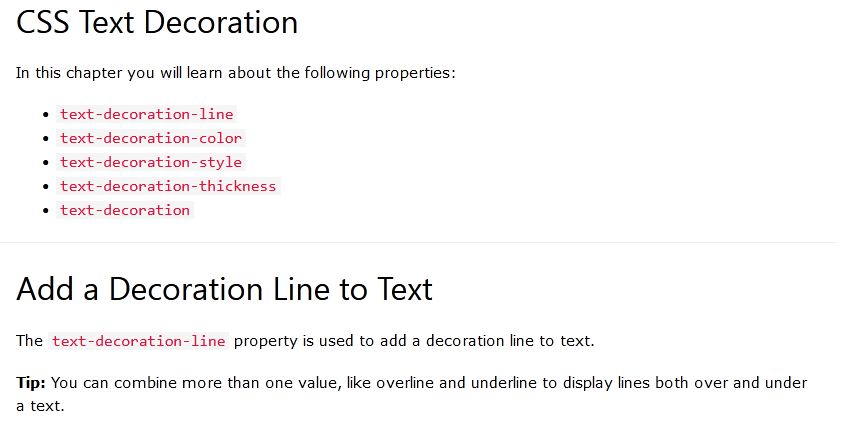 CSS Text Decoration
In this chapter you will learn about the following properties:
• text-decoration-line
• text-decoration-color
• text-decoration-style
• text-decoration-thickness
• text-decoration
Add a Decoration Line to Text
The text-decoration-line property is used to add a decoration line to text.
Tip: You can combine more than one value, like overline and underline to display lines both over and under
a text.